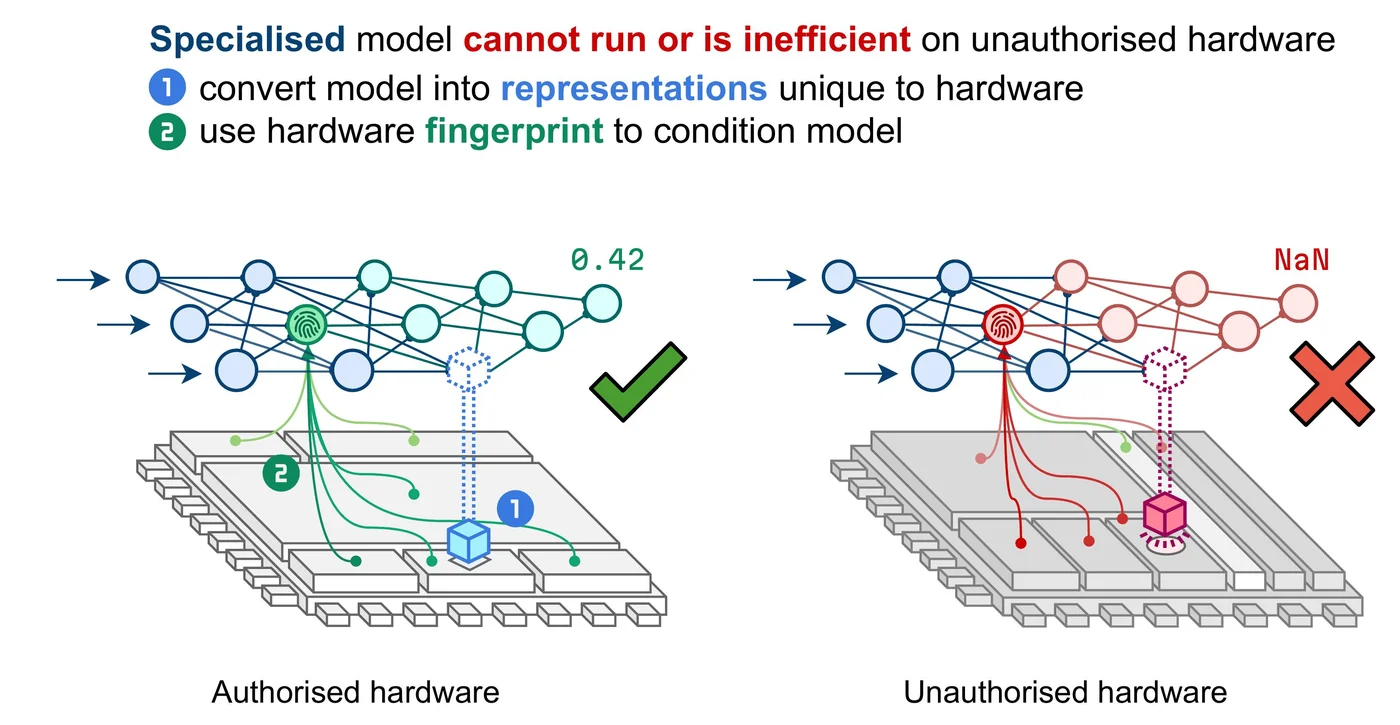 Specialised model cannot run or is inefficient on unauthorised hardware
1 convert model into representations unique to hardware
2 use hardware fingerprint to condition model
0.42
NaN
2
1
Authorised hardware
Unauthorised hardware